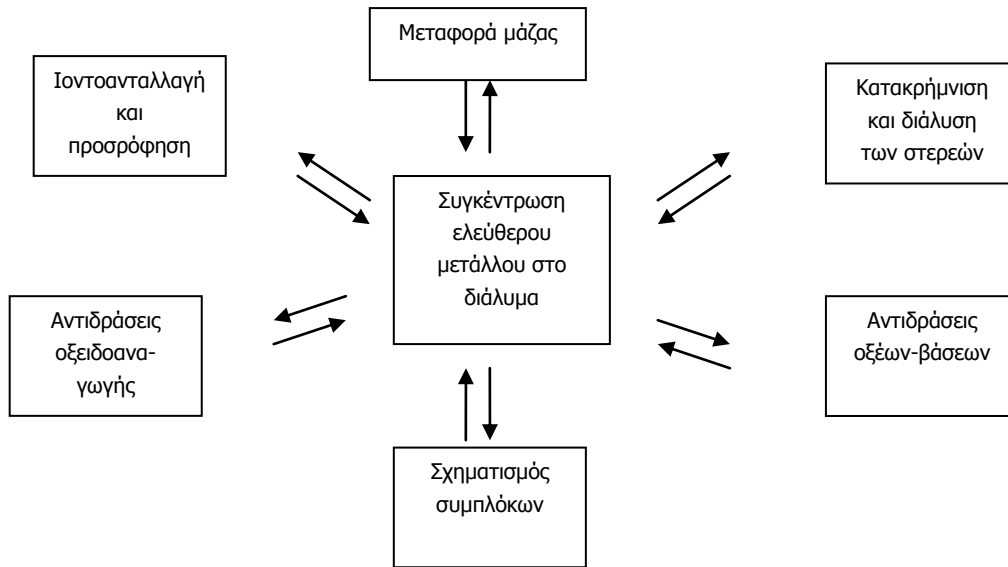 Μεταφορά μάζας
Ιοντοανταλλαγή
και
προσρόφηση
Κατακρήμνιση
και διάλυση
των στερεών
Συγκέντρωση
ελεύθερου
μετάλλου στο
διάλυμα
Αντιδράσεις
οξειδοανα-
γωγής
Αντιδράσεις
οξέων-βάσεων
Σχηματισμός
συμπλόκων